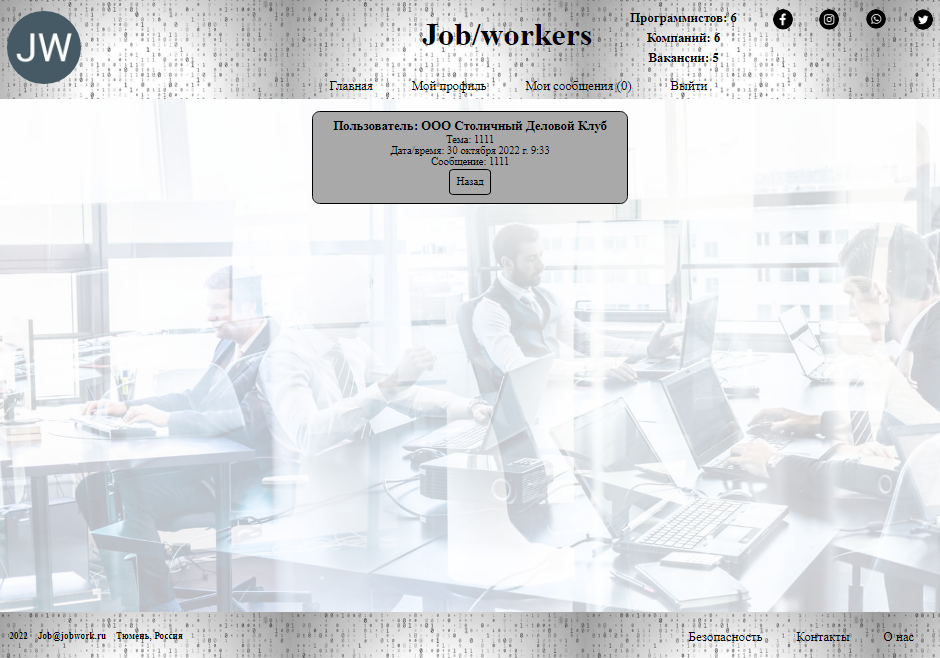 JW
Job/workers
Программистов: 6
Компаний: 6
Вакансии: 5
Главная Мой профиль Мои сообщения (0) Выйти
Пользователь: ООО Столичный Деловой Клуб
Тема: 1111
Дата/время: 30 октября 2022 г. 9:33
Сообщение: 1111
Назад
2022 Job@jobwork.ru Тюмень, Россия
Безопасность Контакты О нас